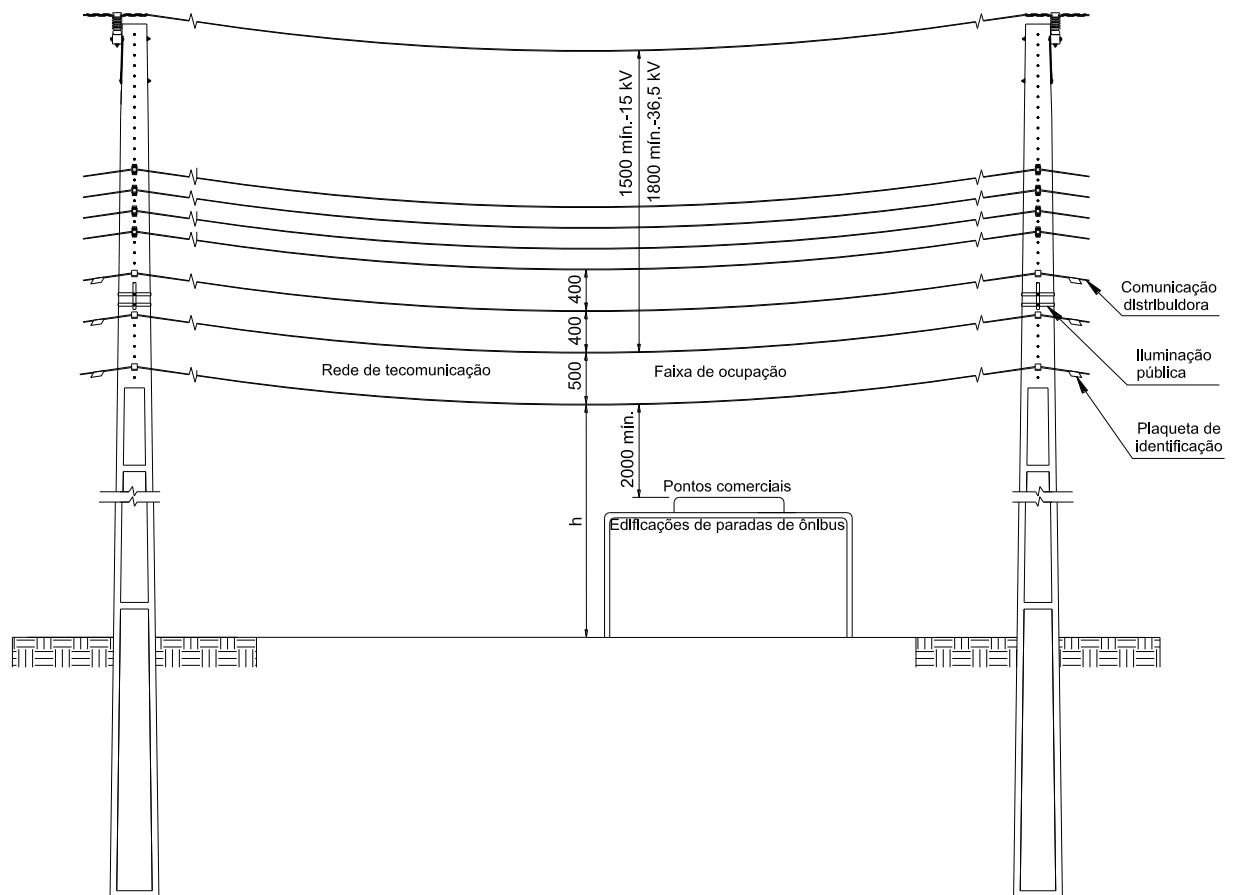 1500 mín.-15 kV
1800 mín.-36,5 kV
400
400
500
Rede de tecomunicação
Faixa de ocupação
Comunicação
distribuidora
Iluminação
pública
Plaqueta de
identificação
2000 mín.
h
Pontos comerciais
Edificações de paradas de ônibus